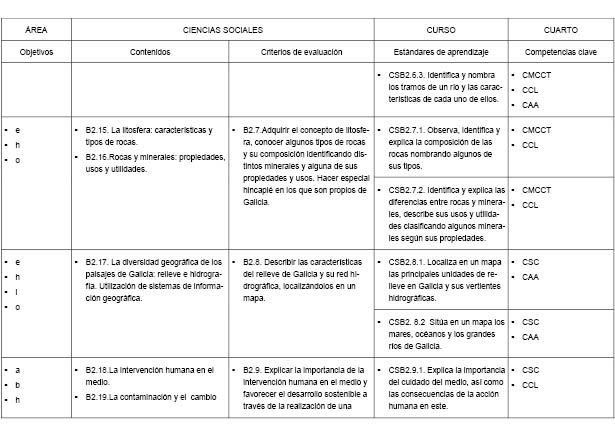 ÁREA CIENCIAS SOCIALES CURSO CUARTO
Objetivos Contenidos Criterios de evaluación Estándares de aprendizaje Competencias clave
▪ CSB2.6.3. Identifica y nombra
los tramos de un río y las carac-
terísticas de cada uno de ellos.
▪ CMCCT
▪ CCL
▪ CAA
▪ e
▪ h
▪ o
▪ B2.15. La litosfera: características y
tipos de rocas.
▪ B2.16.Rocas y minerales: propiedades,
usos y utilidades.
▪ B2.7.Adquirir el concepto de litosfe-
ra, conocer algunos tipos de rocas
y su composición identificando dis-
tintos minerales y alguna de sus
propiedades y usos. Hacer especial
hincapié en los que son propios de
Galicia.
▪ CSB2.7.1. Observa, identifica y
explica la composición de las
rocas nombrando algunos de
sus tipos.
▪ CMCCT
▪ CCL
▪ CSB2.7.2. Identifica y explica las
diferencias entre rocas y minera-
les, describe sus usos y utilida-
des clasificando algunos minera-
les según sus propiedades.
▪ CMCCT
▪ CCL
▪ e
▪ h
▪ l
▪ o
▪ B2.17. La diversidad geográfica de los
paisajes de Galicia: relieve e hidrogra-
fía. Utilización de sistemas de informa-
ción geográfica.
▪ B2.8. Describir las características
del relieve de Galicia y su red hi-
drográfica, localizándolos en un
mapa.
▪ CSB2.8.1. Localiza en un mapa
las principales unidades de re-
lieve en Galicia y sus vertientes
hidrográficas.
▪ CSC
▪ CAA
▪ CSB2. 8.2 Sitúa en un mapa los
mares, océanos y los grandes
ríos de Galicia.
▪ CSC
▪ CAA
▪ a
▪ b
▪ h
▪ B2.18.La intervención humana en el
medio.
▪ B2.19.La contaminación y el cambio
▪ B2.9. Explicar la importancia de la
intervención humana en el medio y
favorecer el desarrollo sostenible a
través de la realización de una
▪ CSB2.9.1. Explica la importancia
del cuidado del medio, así como
las consecuencias de la acción
humana en este.
▪ CSC
▪ CCL